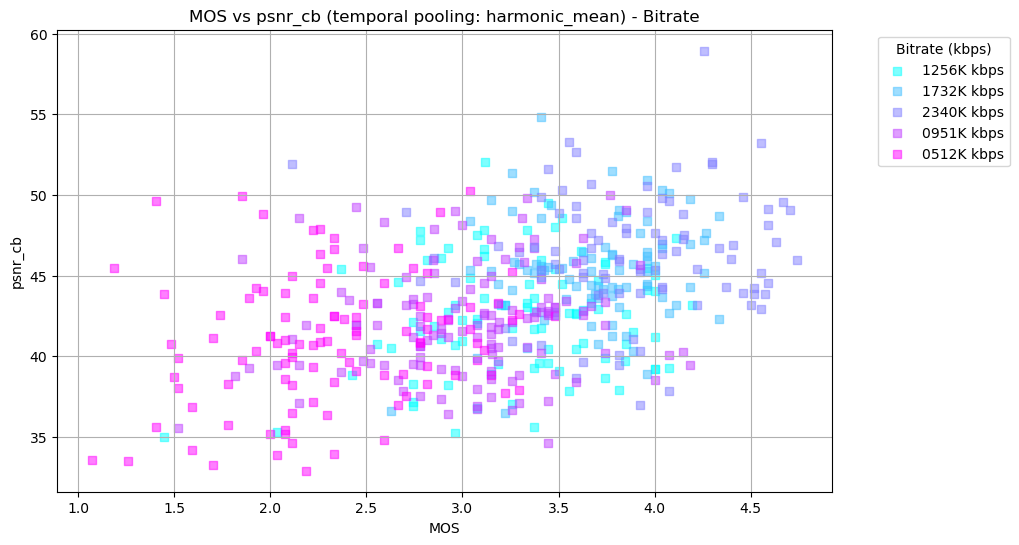 MOS vs psnr_cb (temporal pooling: harmonic_mean) - Bitrate
60
55
50
45
40
35
psnr_cb
1.0 1.5 2.0 2.5 3.0 3.5 4.0 4.5
MOS
Bitrate (kbps)
1256K kbps
1732K kbps
2340K kbps
0951K kbps
0512K kbps